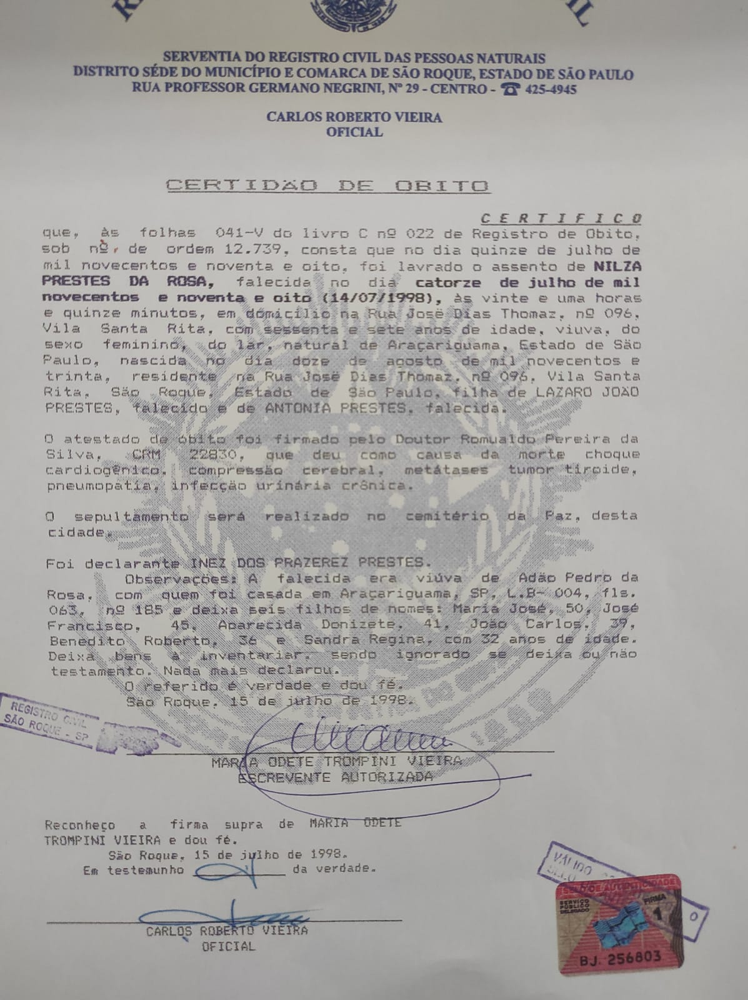 SERVENTIA DO REGISTRO CIVIL DAS PESSOAS NATURAIS
DISTRITO SÉDE DO MUNICÍPIO E COMARCA DE SÃO ROQUE, ESTADO DE SÃO PAULO
RUA PROFESSOR GERMANO NEGRINI, Nº 29 - CENTRO - ☎ 425-4945
CARLOS ROBERTO VIEIRA
OFICIAL
CERTIDÃO DE OBITO
CERTIFICO
que, às folhas 041-V do livro C nº 022 de Registro de Obito,
sob nº, de ordem 12.739, consta que no dia quinze de julho de
mil novecentos e noventa e oito, foi lavrado o assento de NILZA
PRESTES DA ROSA, falecida no dia catorze de julho de mil
novecentos e noventa e oito (14/07/1998), às vinte e uma horas
e quinze minutos, em domicílio na Rua Josë Dias Thomaz, nº 096,
Vila Santa Rita, com sessenta e sete anos de idade, viuva, do
sexo feminino, do lar, natural de Araçariguama, Estado de São
Paulo, nascida no dia doze de agosto de mil novecentos e
trinta, residente na Rua Josë Dias Thomaz, nº 096, Vila Santa
Rita, São Roque, Estado de São Paulo, filha de LAZARO JOÃO
PRESTES, falecido e de ANTONIA PRESTES, falecida.
O atestado de óbito foi firmado pelo Doutor Romualdo Pereira da
Silva, CRM 22830, que deu como causa da morte choque
cardiogênico, compressão cerebral, metátases tumor tiroide,
pneumopatia, infecção urinária crônica.
O sepultamento será realizado no cemitério da Paz, desta
cidade.
Foi declarante INEZ DOS PRAZEREZ PRESTES.
Observações: A falecida era viúva de Adão Pedro da
Rosa, com quem foi casada em Araçariguama, SP, L.B- 004, fls.
063, nº 185 e deixa seis filhos de nomes: Maria José, 50, José
Francisco, 45, Aparecida Donizete, 41, João Carlos, 39,
Benedito Roberto, 36 e Sandra Regina, com 32 anos de idade.
Deixa bens à inventariar, sendo ignorado se deixa ou não
testamento. Nada mais declarou.
O referido é verdade e dou fé.
São Roque, 15 de julho de 1998.
REGISTRO CIVIL
SÃO ROQUE - SP
MARIA ODETE TROMPINI VIEIRA
ESCREVENTE AUTORIZADA
Reconheço a firma supra de MARIA ODETE
TROMPINI VIEIRA e dou fé.
São Roque, 15 de julho de 1998.
Em testemunho da verdade.
CARLOS ROBERTO VIEIRA
OFICIAL
VÁLIDO
SELO DE AUTENTICIDADE
SERVIÇO
PÚBLICO
DELEGADO
FIRMA
1
BJ. 256803